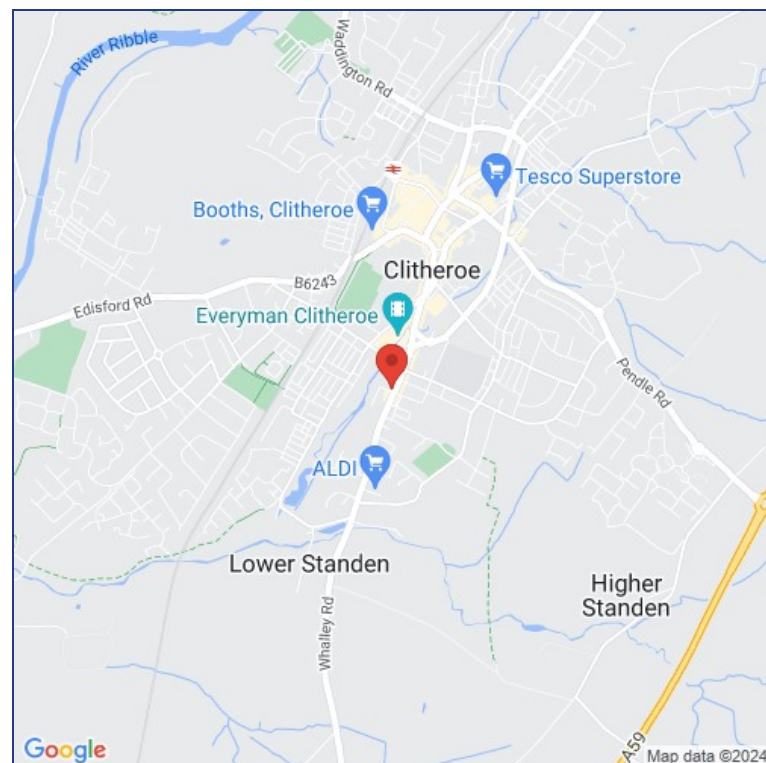 River Ribble
Waddington Rd
Tesco Superstore
Booths, Clitheroe
Clitheroe
B6243
Edisford Rd
Everyman Clitheroe
Pendle Rd
ALDI
Lower Standen
Higher
Standen
Whalley Rd
A59
Google
Map data ©2024